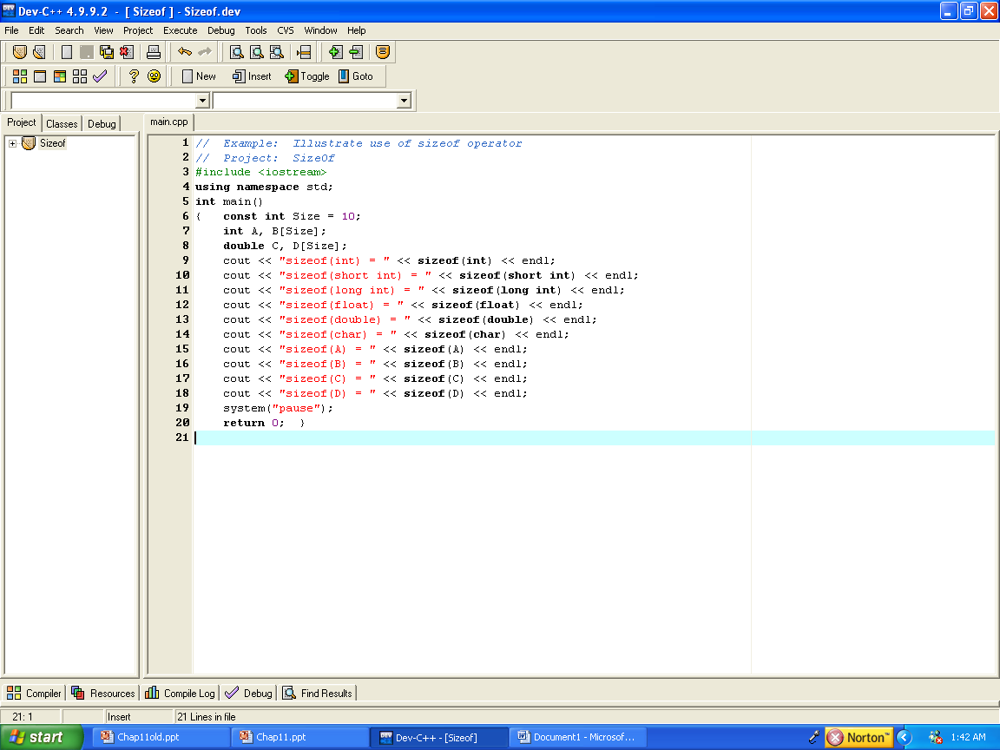 Dev-C++ 4.9.9.2 - [ Sizeof ] - Sizeof.dev
File Edit Search View Project Execute Debug Tools CVS Window Help
New Insert Toggle Goto
Project Classes Debug
main.cpp
Sizeof
1 // Example: Illustrate use of sizeof operator
2 // Project: SizeOf
3 #include <iostream>
4 using namespace std;
5 int main()
6 { const int Size = 10;
7 int A, B[Size];
8 double C, D[Size];
9 cout << "sizeof(int) = " << sizeof(int) << endl;
10 cout << "sizeof(short int) = " << sizeof(short int) << endl;
11 cout << "sizeof(long int) = " << sizeof(long int) << endl;
12 cout << "sizeof(float) = " << sizeof(float) << endl;
13 cout << "sizeof(double) = " << sizeof(double) << endl;
14 cout << "sizeof(char) = " << sizeof(char) << endl;
15 cout << "sizeof(A) = " << sizeof(A) << endl;
16 cout << "sizeof(B) = " << sizeof(B) << endl;
17 cout << "sizeof(C) = " << sizeof(C) << endl;
18 cout << "sizeof(D) = " << sizeof(D) << endl;
19 system("pause");
20 return 0; }
21
Compiler Resources Compile Log Debug Find Results
21: 1 Insert 21 Lines in file
start Chap11old.ppt Chap11.ppt Dev-C++ - [Sizeof] Document1 - Microsof... Norton™ 1:42 AM